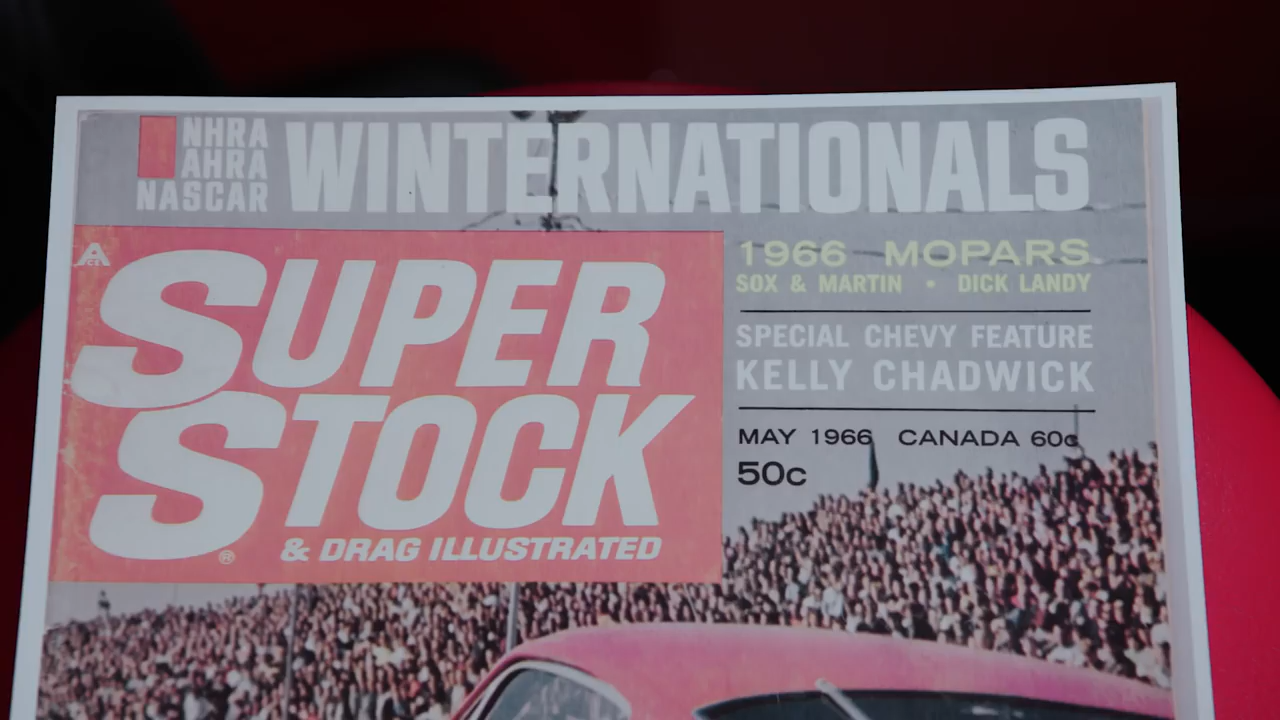 NHRA
AHRA
NASCAR
WINTERNATIONALS
A
CE
SUPER
STOCK
®
& DRAG ILLUSTRATED
1966 MOPARS
SOX & MARTIN • DICK LANDY
SPECIAL CHEVY FEATURE
KELLY CHADWICK
MAY 1966 CANADA 60c
50c